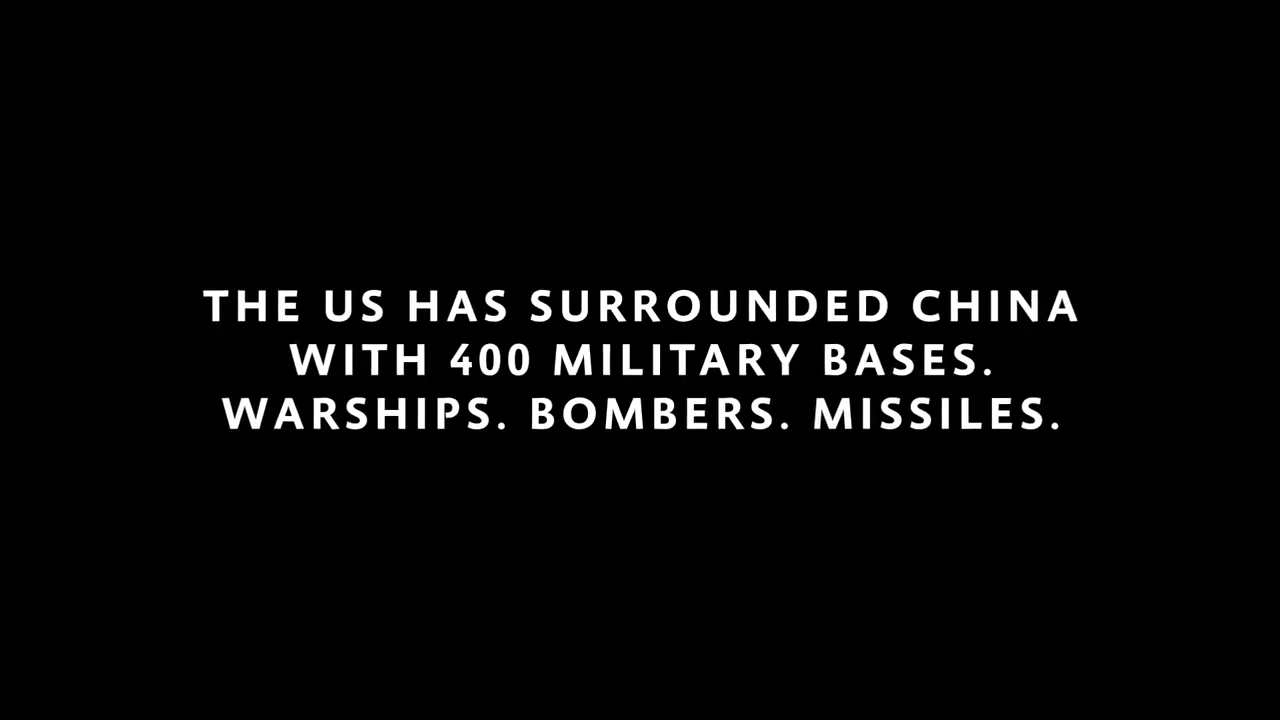 THE US HAS SURROUNDED CHINA
WITH 400 MILITARY BASES.
WARSHIPS. BOMBERS. MISSILES.